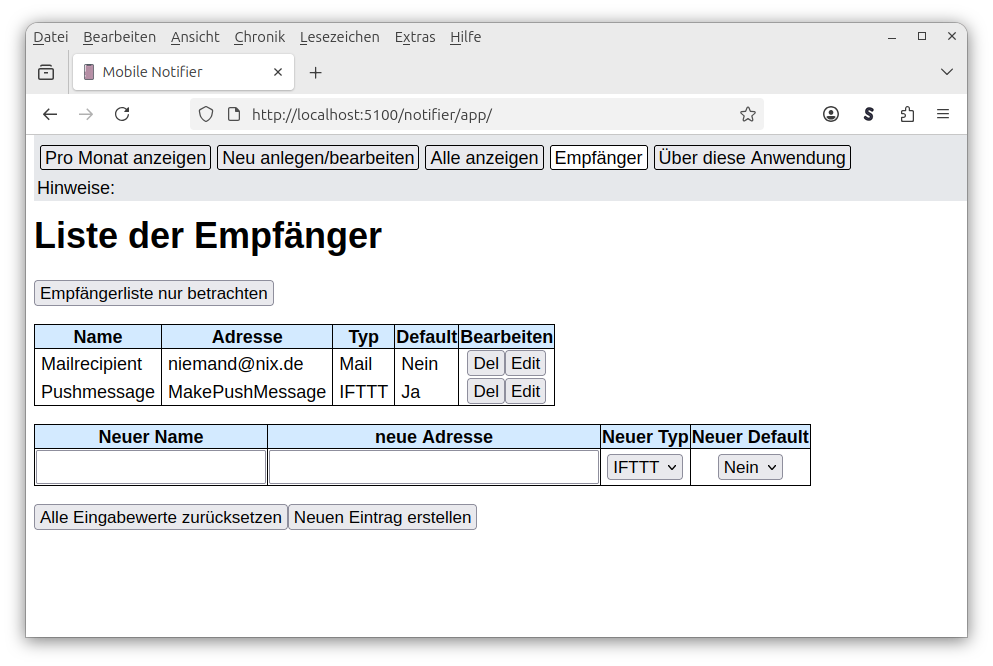 Datei Bearbeiten Ansicht Chronik Lesezeichen Extras Hilfe
Mobile Notifier
http://localhost:5100/notifier/app/
Pro Monat anzeigen Neu anlegen/bearbeiten Alle anzeigen Empfänger Über diese Anwendung
Hinweise:
Liste der Empfänger
Empfängerliste nur betrachten
Name Adresse Typ Default Bearbeiten
Mailrecipient niemand@nix.de Mail Nein Del Edit
Pushmessage MakePushMessage IFTTT Ja Del Edit
Neuer Name neue Adresse Neuer Typ Neuer Default
IFTTT Nein
Alle Eingabewerte zurücksetzen Neuen Eintrag erstellen